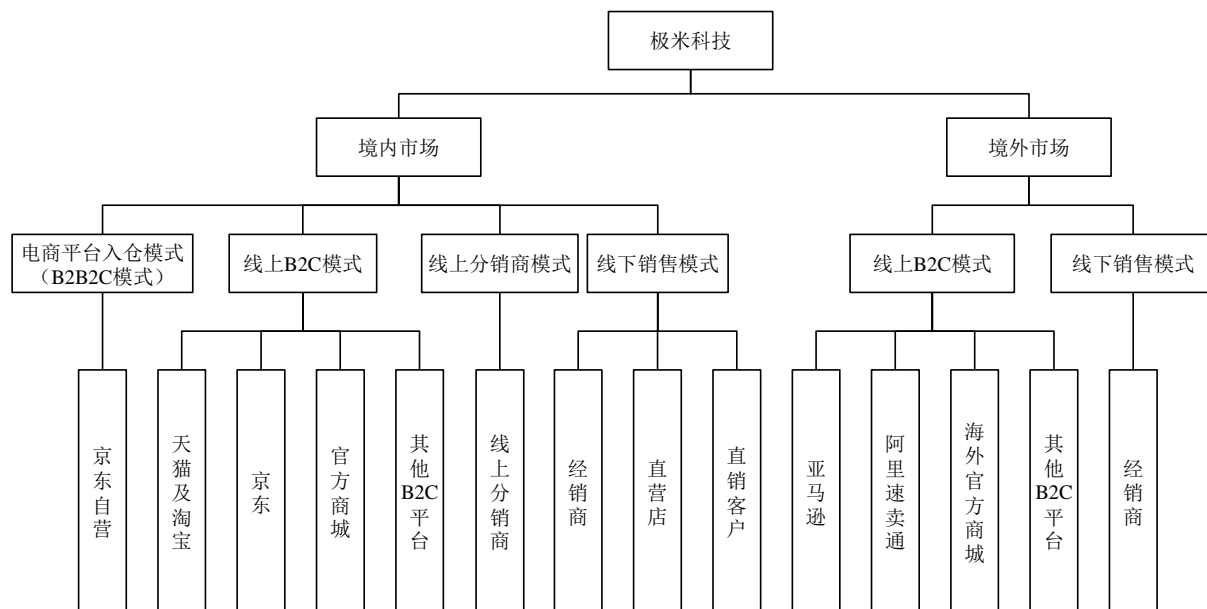 极米科技
境内市场
境外市场
电商平台入仓模式
（B2B2C模式）
线上B2C模式
线上分销商模式
线下销售模式
线上B2C模式
线下销售模式
京东自营
天猫及淘宝
京东
官方商城
其他B2C平台
线上分销商
经销商
直营店
直销客户
亚马逊
阿里速卖通
海外官方商城
其他B2C平台
经销商